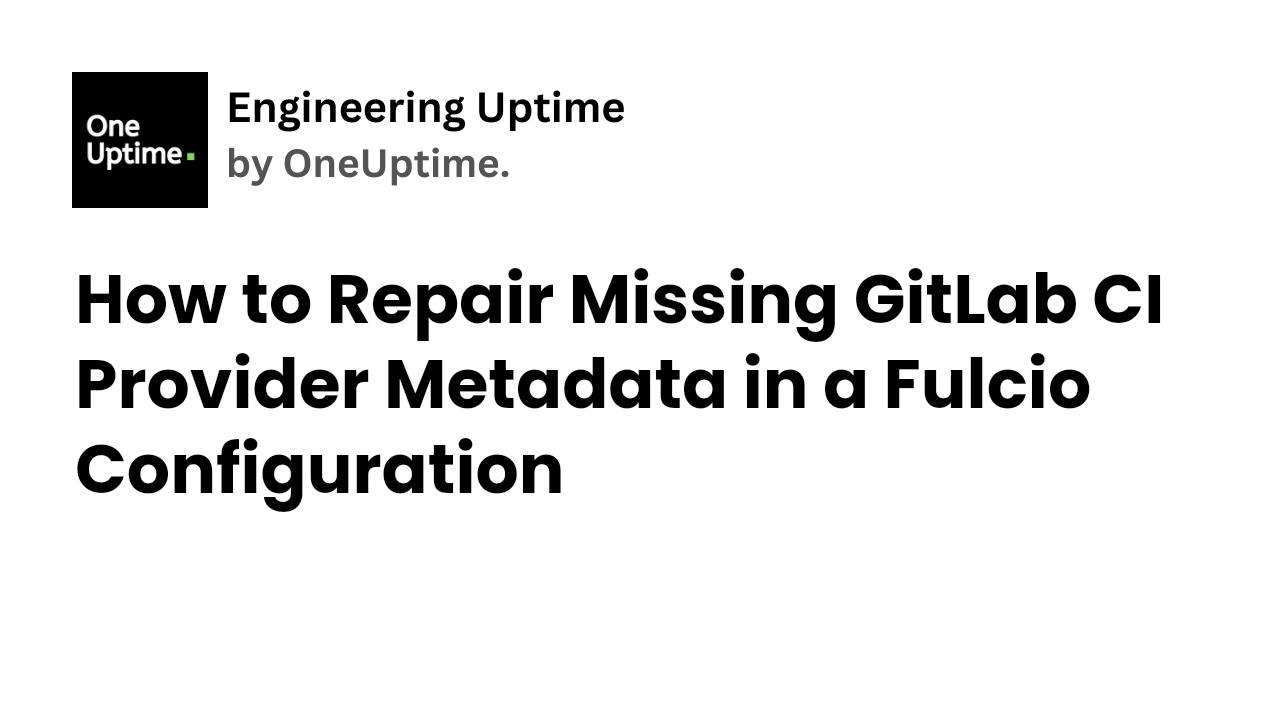 One
Uptime
Engineering Uptime
by OneUptime.
How to Repair Missing GitLab CI
Provider Metadata in a Fulcio
Configuration